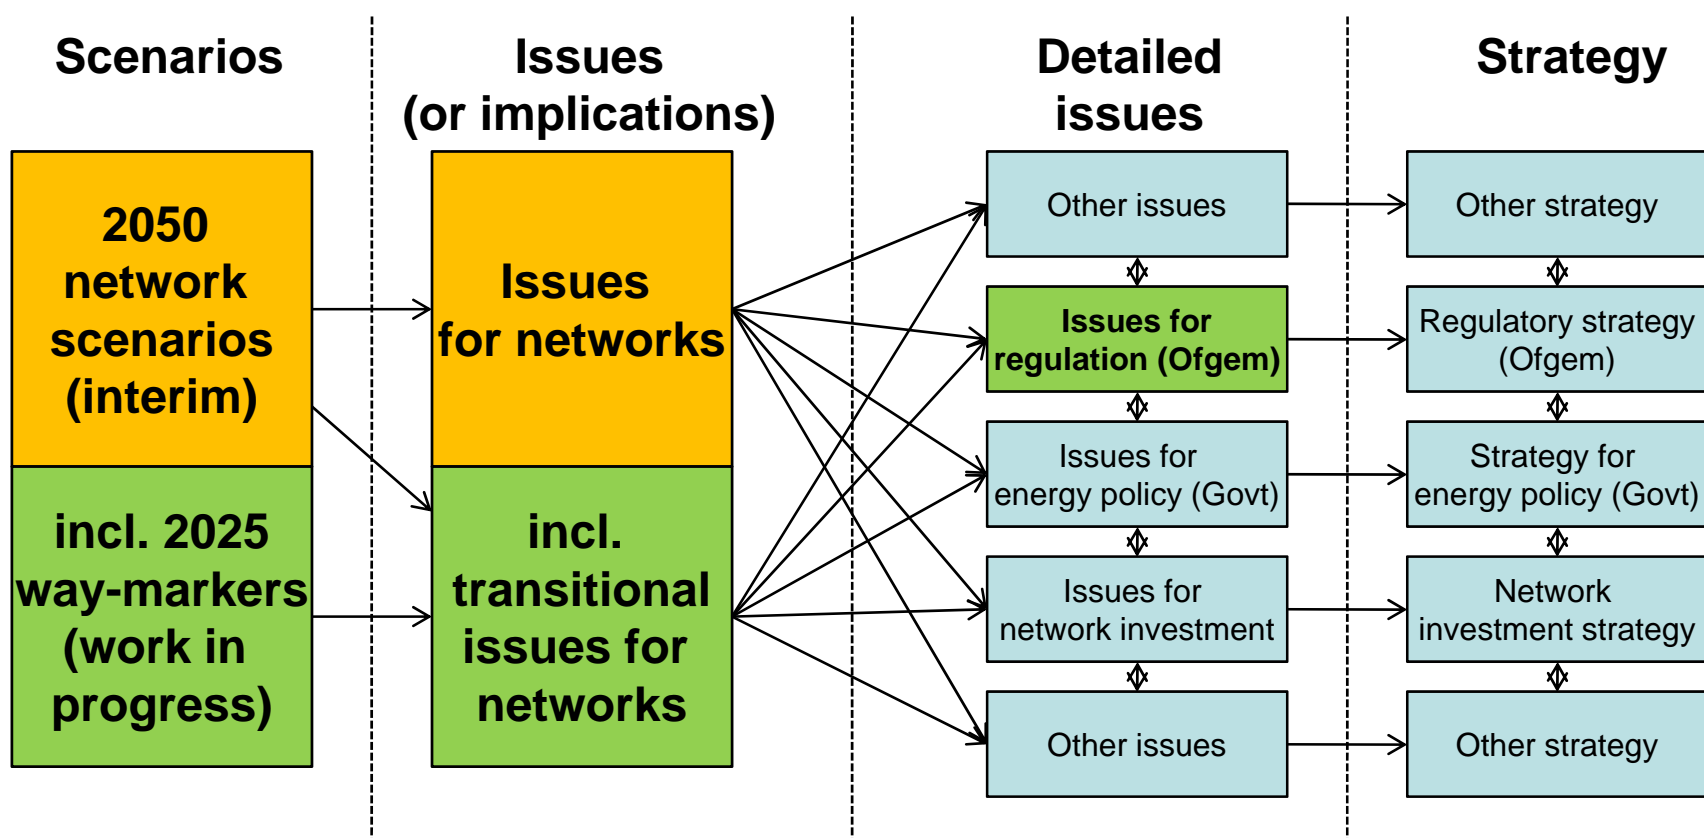 Scenarios
Issues
(or implications)
Detailed
issues
Strategy
2050
network
scenarios
(interim)
incl. 2025
way-markers
(work in
progress)
Issues
for networks
incl.
transitional
issues for
networks
Other issues
Issues for
regulation (Ofgem)
Issues for
energy policy (Govt)
Issues for
network investment
Other issues
Other strategy
Regulatory strategy
(Ofgem)
Strategy for
energy policy (Govt)
Network
investment strategy
Other strategy